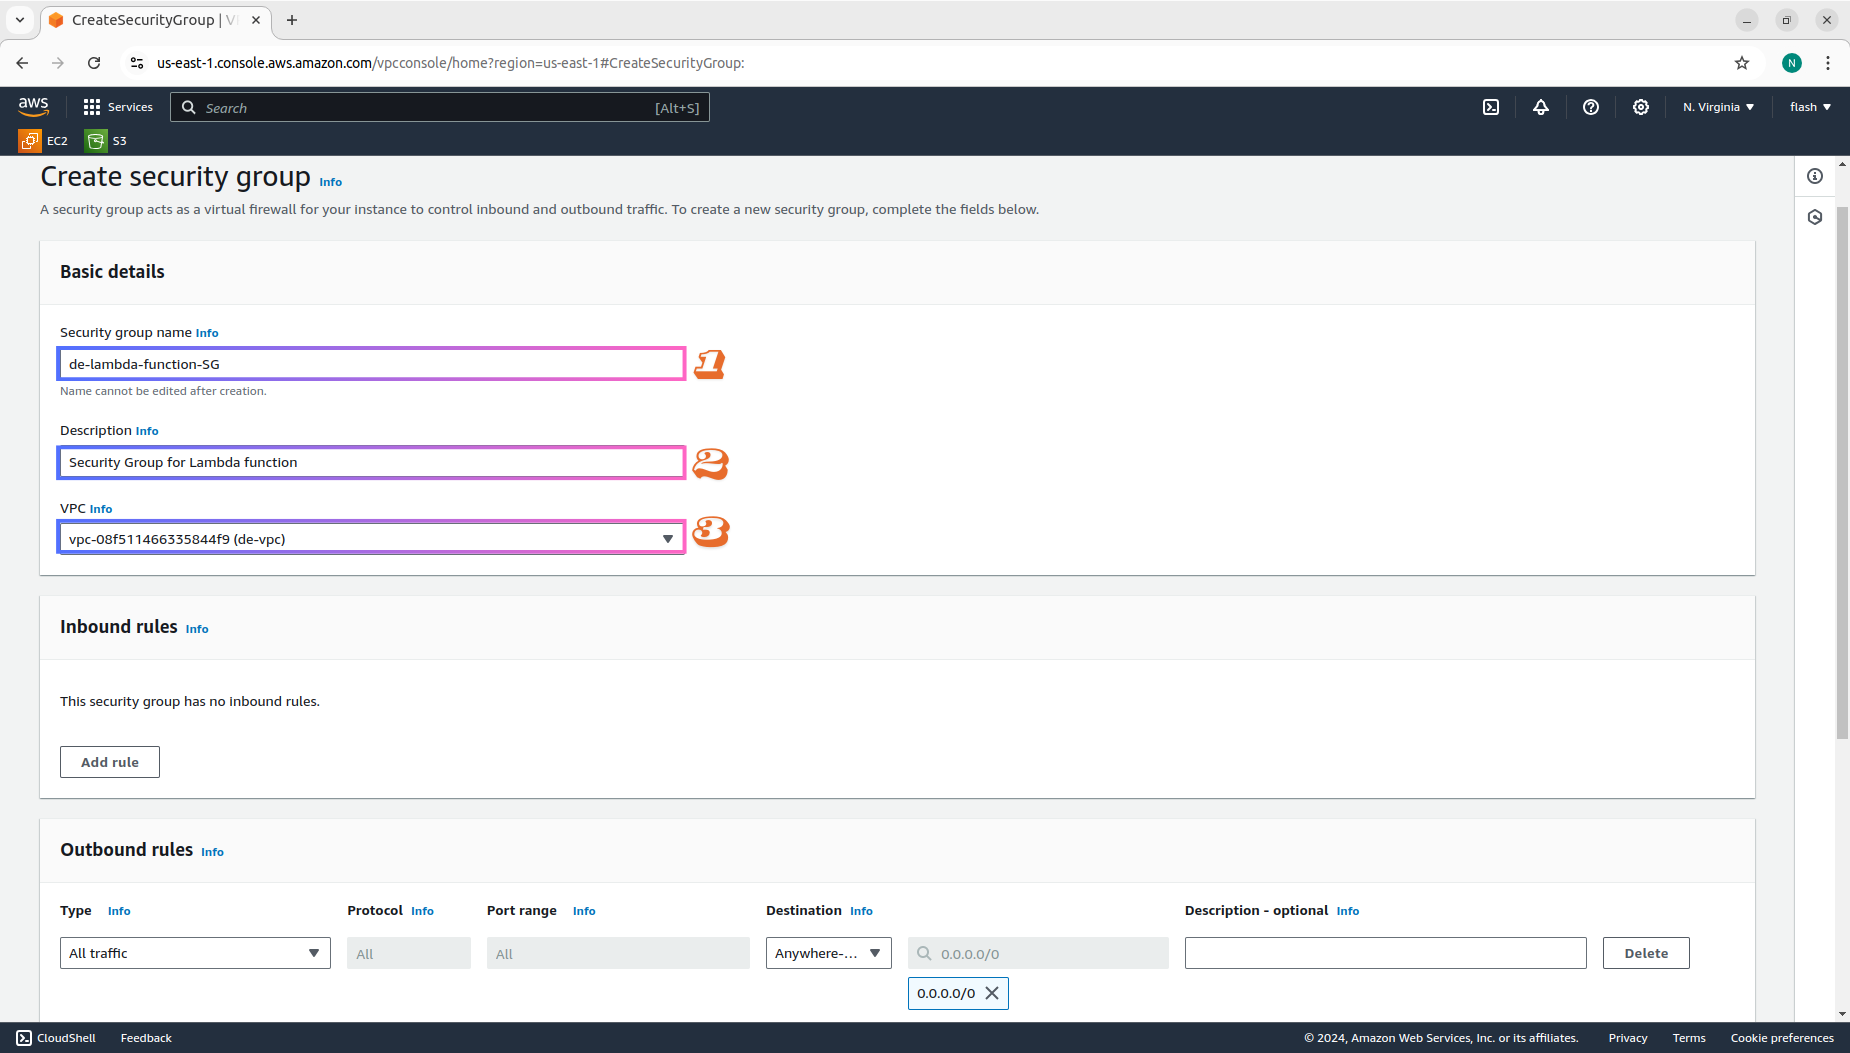 CreateSecurityGroup | V
us-east-1.console.aws.amazon.com/vpcconsole/home?region=us-east-1#CreateSecurityGroup:
N
aws
Services
Search
[Alt+S]
N. Virginia
flash
EC2
S3
Create security group Info
A security group acts as a virtual firewall for your instance to control inbound and outbound traffic. To create a new security group, complete the fields below.
Basic details
Security group name Info
de-lambda-function-SG
1
Name cannot be edited after creation.
Description Info
Security Group for Lambda function
2
VPC Info
vpc-08f511466335844f9 (de-vpc)
3
Inbound rules Info
This security group has no inbound rules.
Add rule
Outbound rules Info
Type Info Protocol Info Port range Info Destination Info Description - optional Info
All traffic All All Anywhere-... 0.0.0.0/0 Delete
0.0.0.0/0
CloudShell Feedback © 2024, Amazon Web Services, Inc. or its affiliates. Privacy Terms Cookie preferences